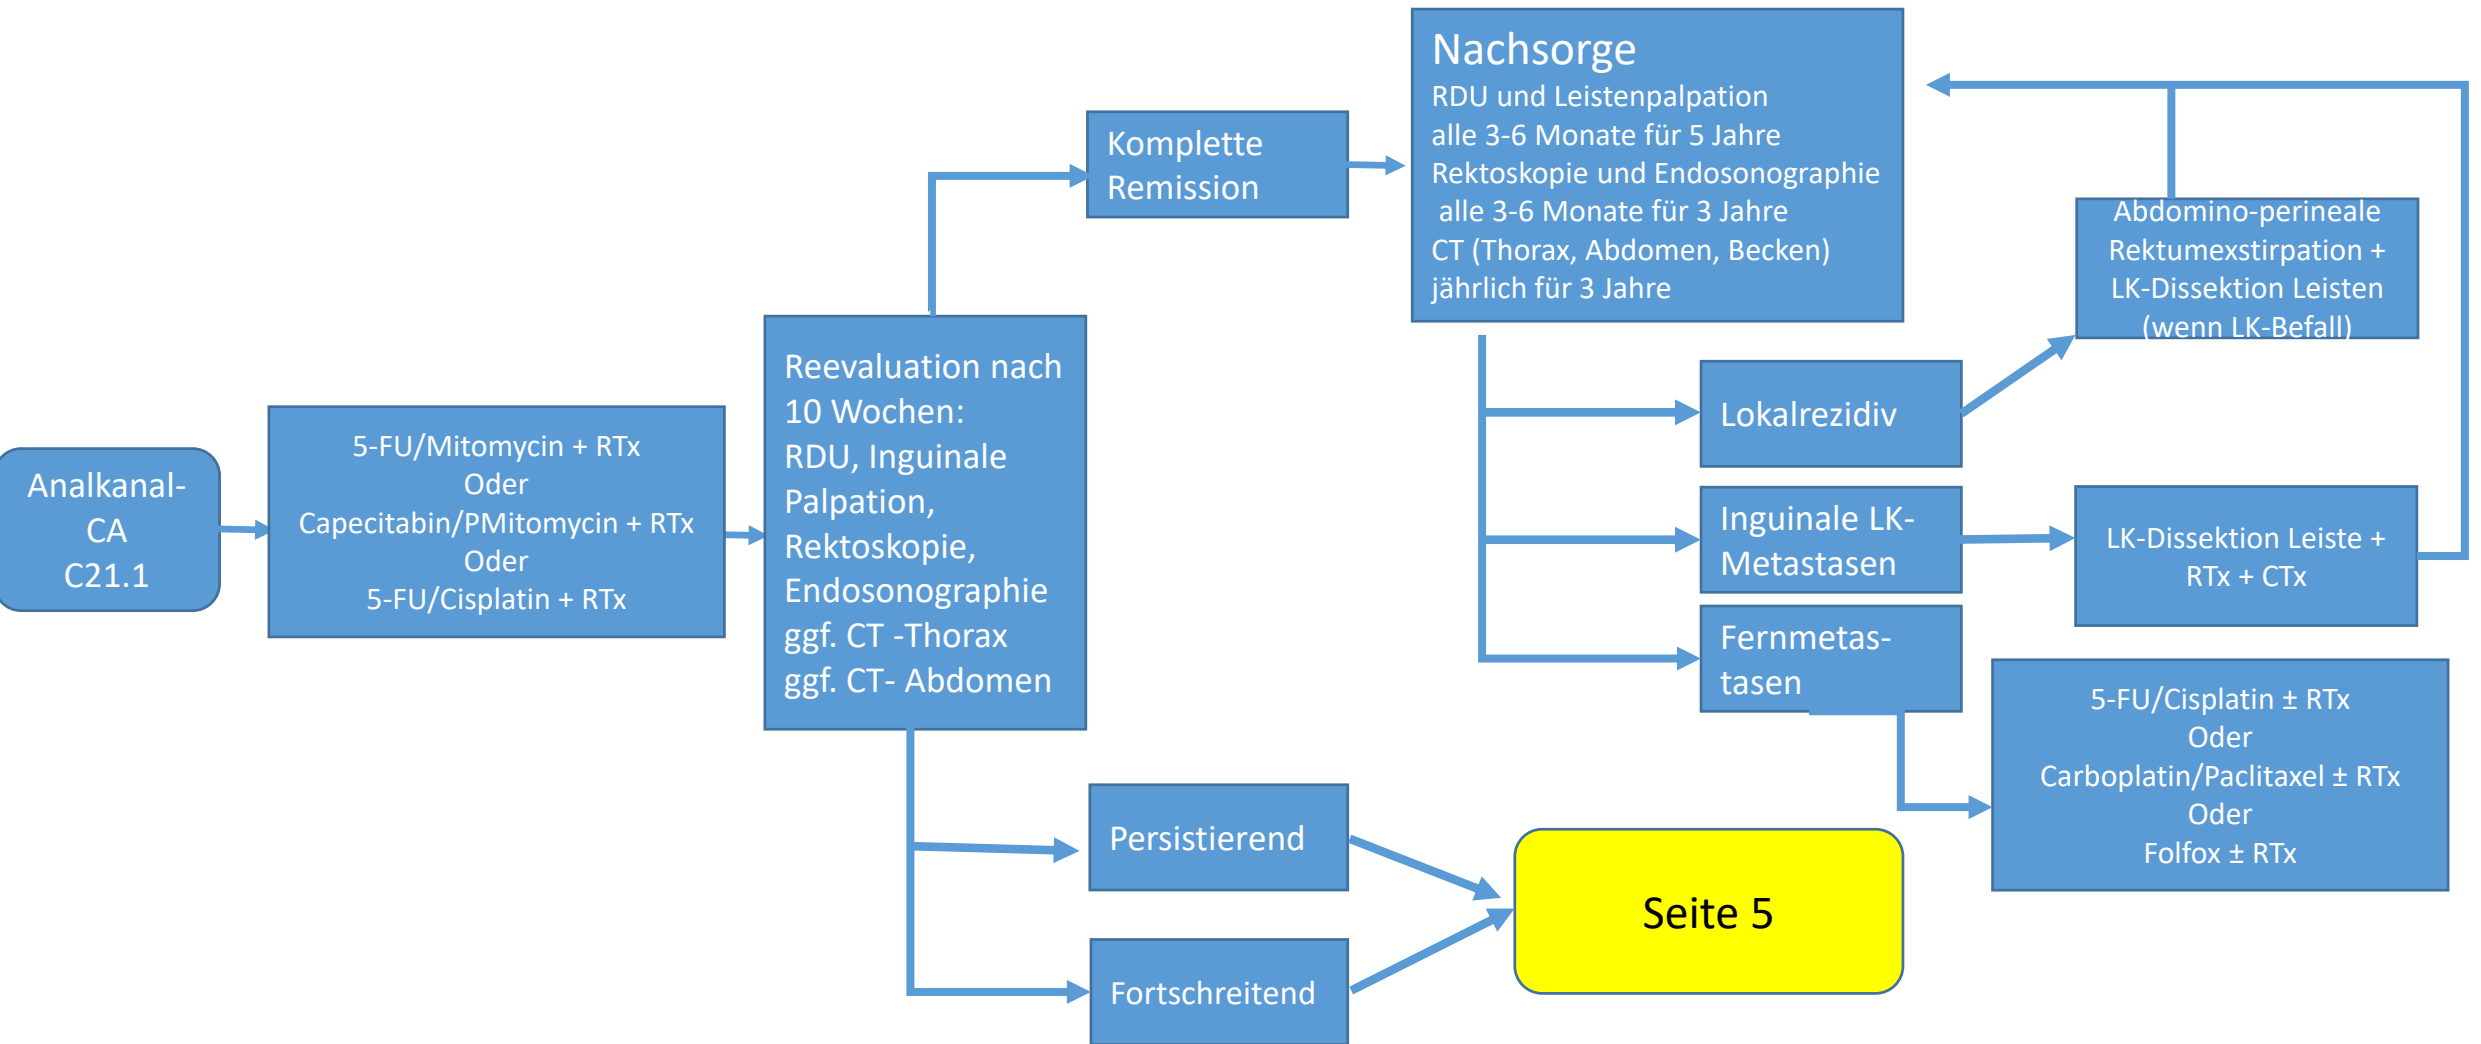 Analkanal-
CA
C21.1
5-FU/Mitomycin + RTx
Oder
Capecitabin/PMitomycin + RTx
Oder
5-FU/Cisplatin + RTx
Reevaluation nach
10 Wochen:
RDU, Inguinale
Palpation,
Rektoskopie,
Endosonographie
ggf. CT -Thorax
ggf. CT- Abdomen
Komplette
Remission
Nachsorge
RDU und Leistenpalpation
alle 3-6 Monate für 5 Jahre
Rektoskopie und Endosonographie
alle 3-6 Monate für 3 Jahre
CT (Thorax, Abdomen, Becken)
jährlich für 3 Jahre
Lokalrezidiv
Abdomino-perineale
Rektumexstirpation +
LK-Dissektion Leisten
(wenn LK-Befall)
Inguinale LK-
Metastasen
LK-Dissektion Leiste +
RTx + CTx
Fernmetas-
tasen
5-FU/Cisplatin ± RTx
Oder
Carboplatin/Paclitaxel ± RTx
Oder
Folfox ± RTx
Persistierend
Fortschreitend
Seite 5